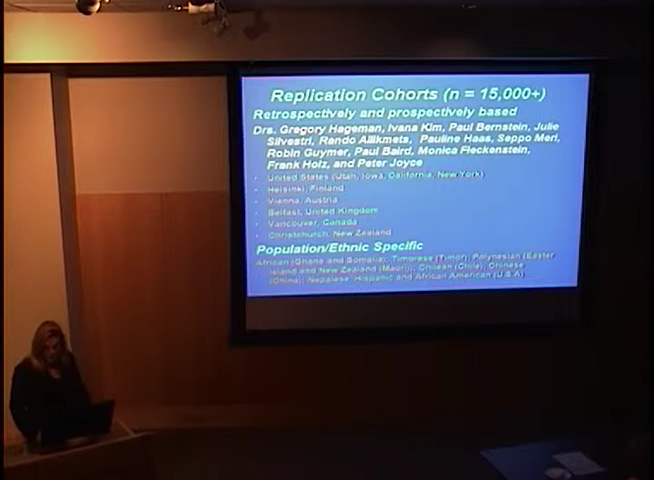 Replication Cohorts (n = 15,000+)
Retrospectively and prospectively based
Drs. Gregory Hageman, Ivana Kim, Paul Bernstein, Julie
Silvestri, Rando Allikmets, Pauline Haas, Seppo Meri,
Robin Guymer, Paul Baird, Monica Fleckenstein,
Frank Holz, and Peter Joyce
- United States (Utah, Iowa, California, New York)
- Helsinki, Finland
- Vienna, Austria
- Belfast, United Kingdom
- Vancouver, Canada
- Christchurch, New Zealand
Population/Ethnic Specific
African (Ghana and Somalia); Timorese (Timor); Polynesian (Easter
Island and New Zealand (Maori)); Chilean (Chile); Chinese
(China); Nepalese; Hispanic and African American (U.S.A)